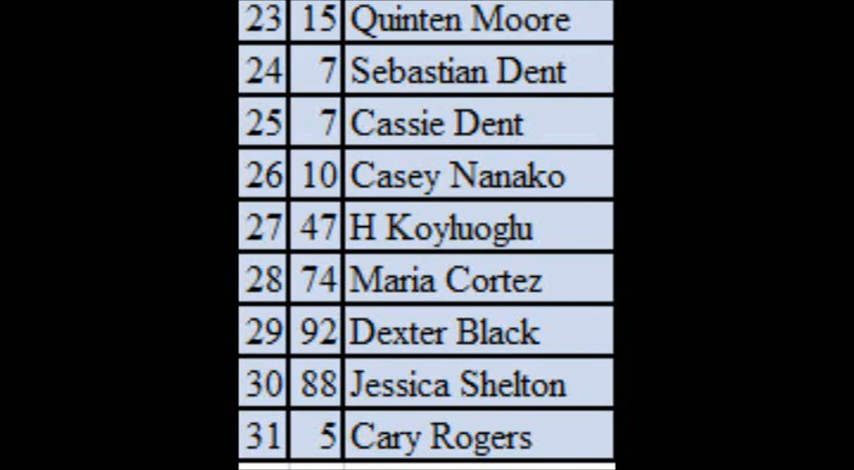 23 15 Quinten Moore
24 7 Sebastian Dent
25 7 Cassie Dent
26 10 Casey Nanako
27 47 H Koyluoglu
28 74 Maria Cortez
29 92 Dexter Black
30 88 Jessica Shelton
31 5 Cary Rogers